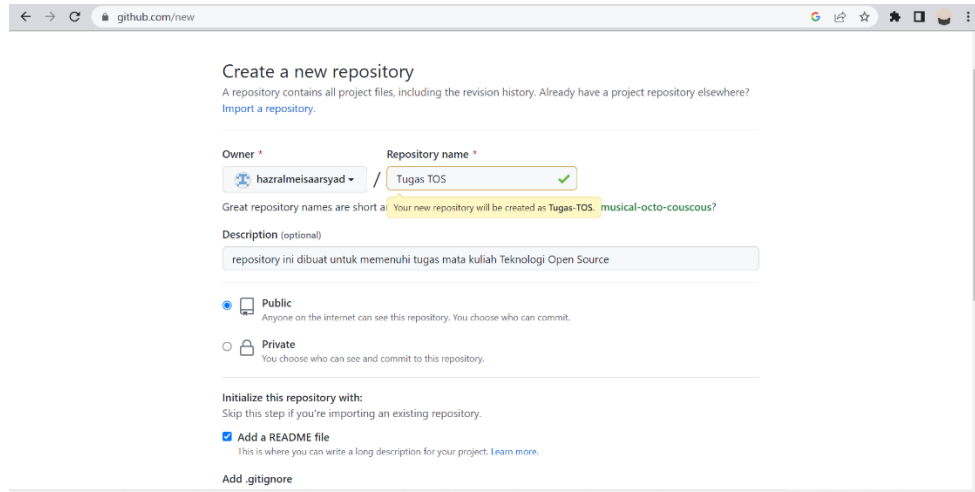 github.com/new
Create a new repository
A repository contains all project files, including the revision history. Already have a project repository elsewhere?
Import a repository.
Owner *
Repository name *
hazralmeisaarsyad
/
Tugas TOS
Great repository names are short a
Your new repository will be created as Tugas-TOS.
musical-octo-couscous?
Description (optional)
repository ini dibuat untuk memenuhi tugas mata kuliah Teknologi Open Source
Public
Anyone on the internet can see this repository. You choose who can commit.
Private
You choose who can see and commit to this repository.
Initialize this repository with:
Skip this step if you're importing an existing repository.
Add a README file
This is where you can write a long description for your project. Learn more.
Add .gitignore